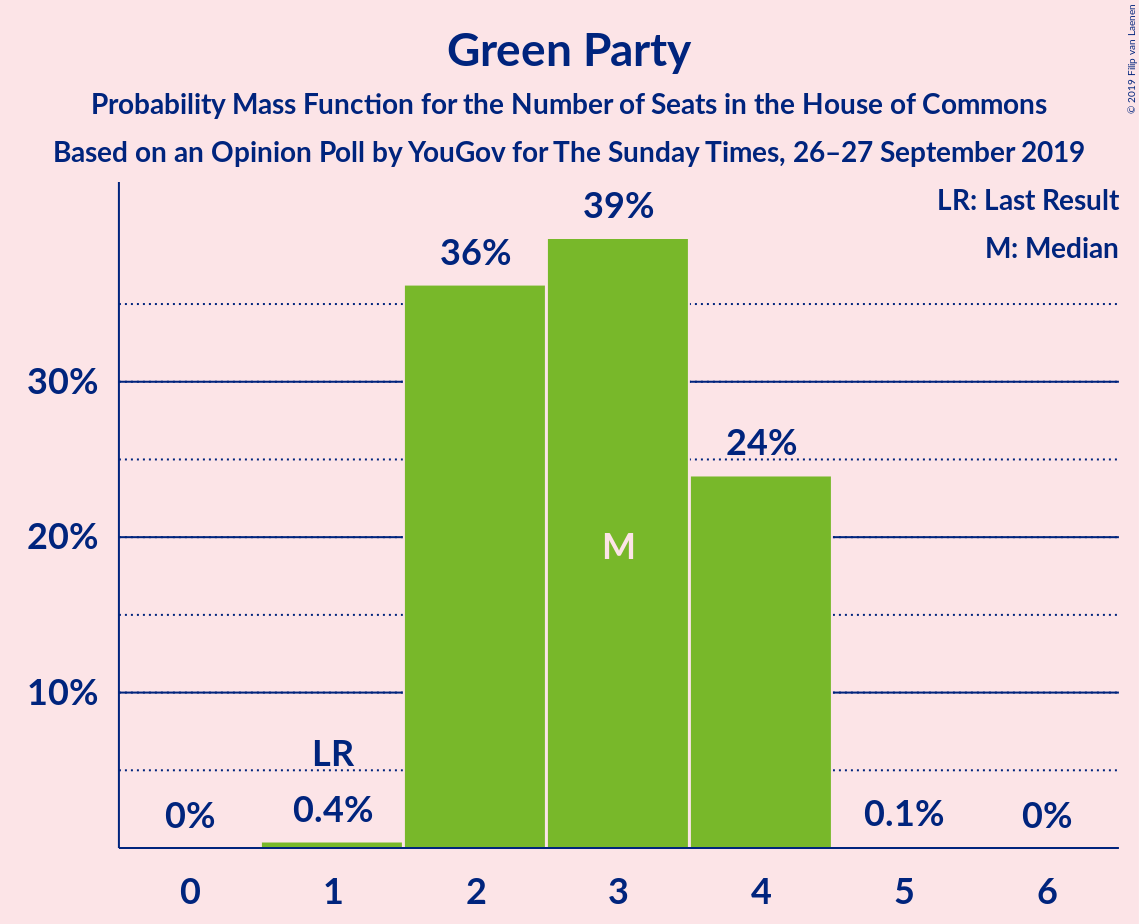 Green Party
Probability Mass Function for the Number of Seats in the House of Commons
Based on an Opinion Poll by YouGov for The Sunday Times, 26–27 September 2019
© 2019 Filip van Laenen
LR: Last Result
M: Median
39%
36%
30%
24%
20%
M
10%
LR
0%
0.4%
0.1%
0%
0 1 2 3 4 5 6